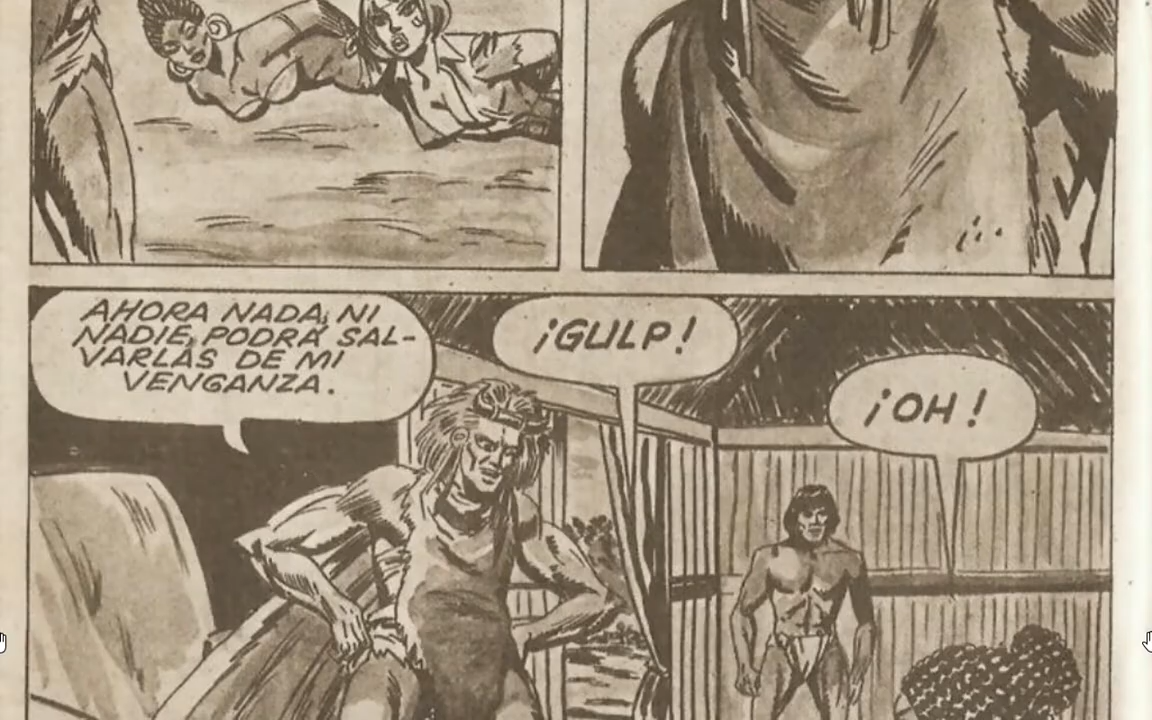 AHORA NADA, NI
NADIE, PODRÁ SAL-
VARLAS DE MI
VENGANZA.
¡GULP!
¡OH!